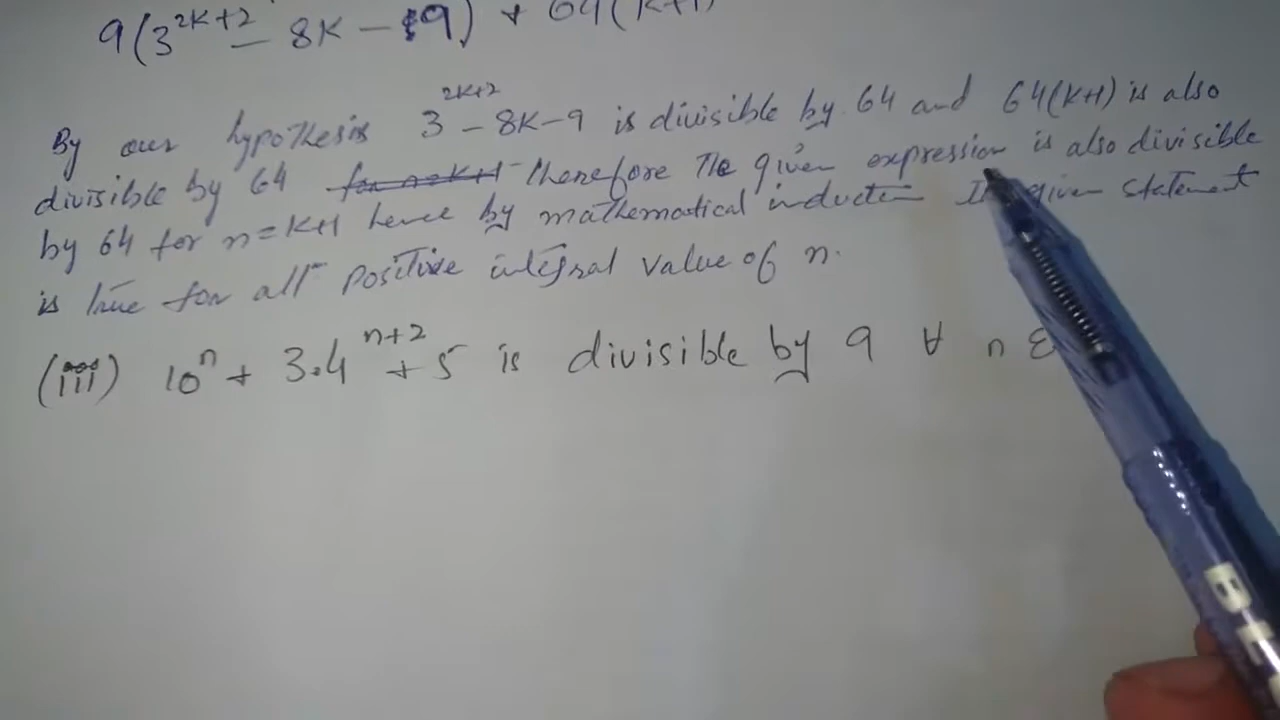 9(3^{2K+2} - 8K - 9) + 64(K+1)
By our hypothesis 3^{2K+2} - 8K - 9 is divisible by 64 and 64(K+1) is also
divisible by 64 ~~for n=K+1~~ therefore The given expression is also divisible
by 64 for n=K+1 hence by mathematical induction given statement
is true for all positive integral value of n.
(iii) 10^n + 3.4^{n+2} + 5 is divisible by 9 ∀ n ∈